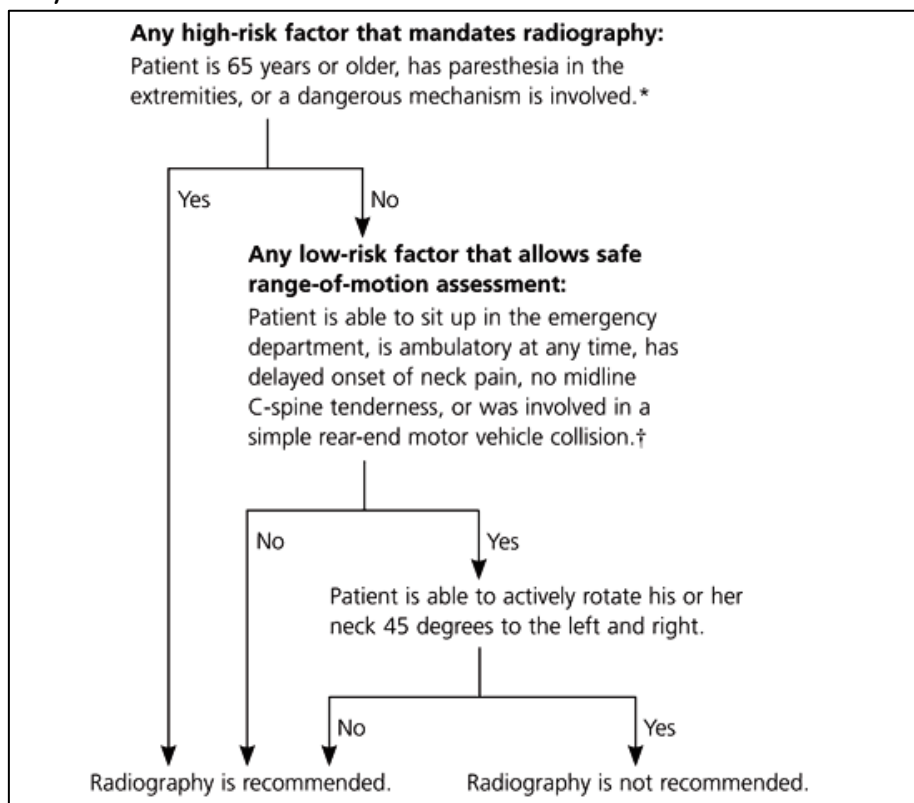 Any high-risk factor that mandates radiography:
Patient is 65 years or older, has paresthesia in the
extremities, or a dangerous mechanism is involved.*
Yes
No
Any low-risk factor that allows safe
range-of-motion assessment:
Patient is able to sit up in the emergency
department, is ambulatory at any time, has
delayed onset of neck pain, no midline
C-spine tenderness, or was involved in a
simple rear-end motor vehicle collision.†
No
Yes
Patient is able to actively rotate his or her
neck 45 degrees to the left and right.
No
Yes
Radiography is recommended.
Radiography is not recommended.